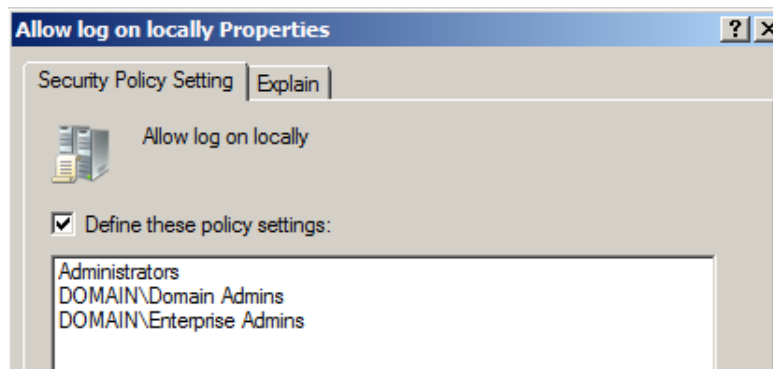 Allow log on locally Properties
Security Policy Setting
Explain
Allow log on locally
Define these policy settings:
Administrators
DOMAIN\Domain Admins
DOMAIN\Enterprise Admins